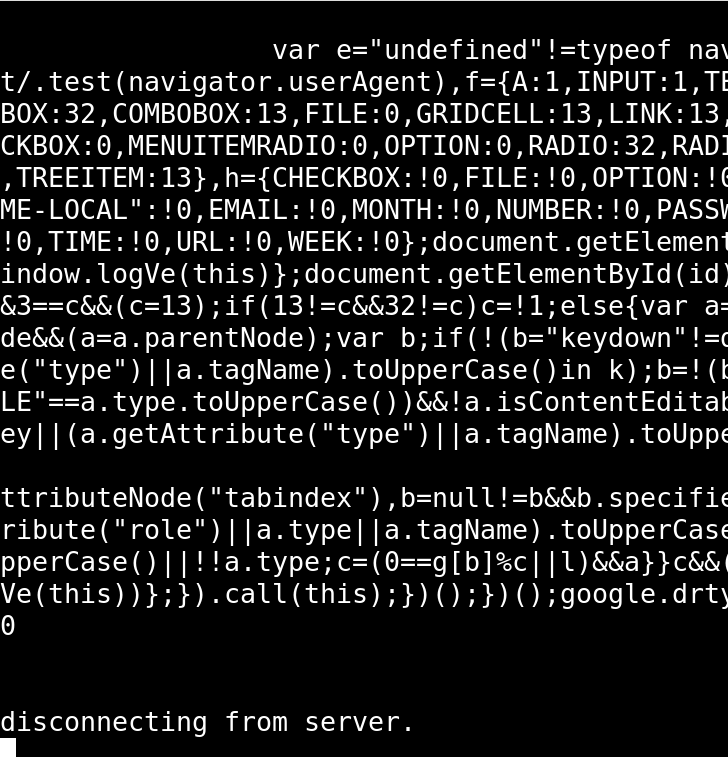 var e="undefined"!=typeof nav
t/.test(navigator.userAgent),f={A:1,INPUT:1,TE
BOX:32,COMBOBOX:13,FILE:0,GRIDCELL:13,LINK:13,
CKBOX:0,MENUITEMRADIO:0,OPTION:0,RADIO:32,RADI
,TREEITEM:13},h={CHECKBOX:!0,FILE:!0,OPTION:!0
ME-LOCAL":!0,EMAIL:!0,MONTH:!0,NUMBER:!0,PASSW
!0,TIME:!0,URL:!0,WEEK:!0};document.getElement
indow.logVe(this)};document.getElementById(id)
&3==c&&(c=13);if(13!=c&&32!=c)c=!1;else{var a=
de&&(a=a.parentNode);var b;if(!(b="keydown"!=c
e("type")||a.tagName).toUpperCase()in k);b=!(b
LE"==a.type.toUpperCase())&&!a.isContentEditab
ey||(a.getAttribute("type")||a.tagName).toUppe
ttributeNode("tabindex"),b=null!=b&&b.specifie
ribute("role")||a.type||a.tagName).toUpperCase
pperCase()||!!a.type;c=(0==g[b]%c||l)&&a}}c&&(
Ve(this))};}).call(this);})();})();google.drty
0
disconnecting from server.